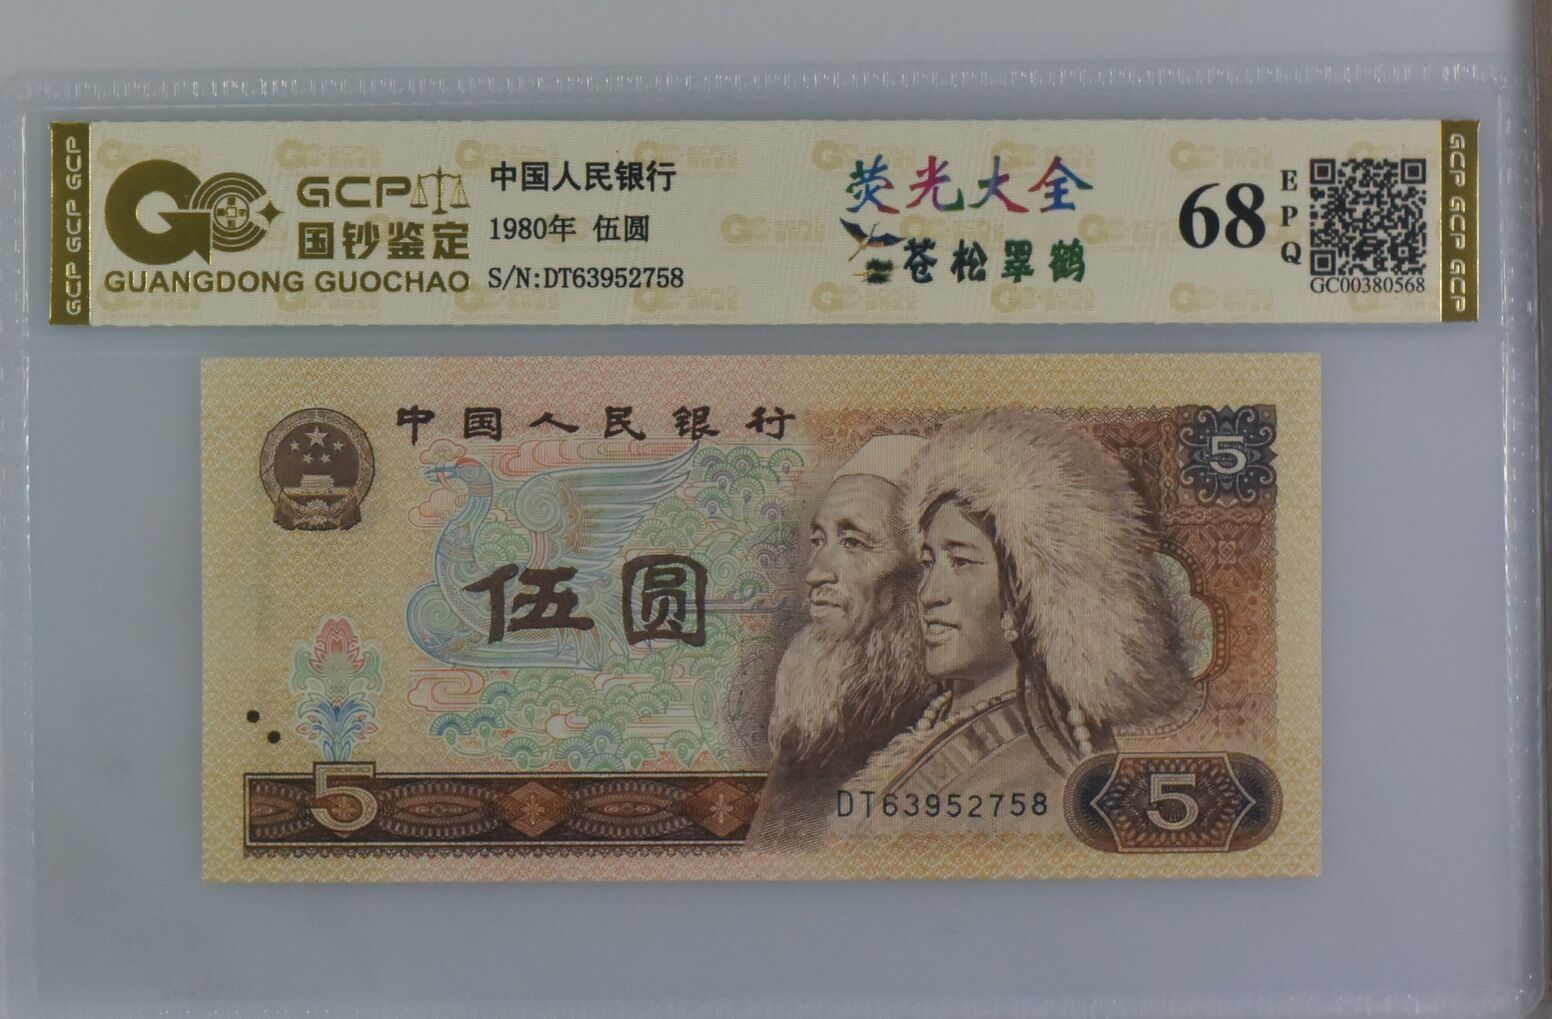 GCP GCP GCP
GCP
国钞鉴定
GUANGDONG GUOCHAO
中国人民银行
1980年 伍圆
S/N:DT63952758
荧光大全
苍松翠鹤
68
EPQ
GC00380568
GCP GCP GCP
中国人民银行
5
伍圆
5
DT63952758
5